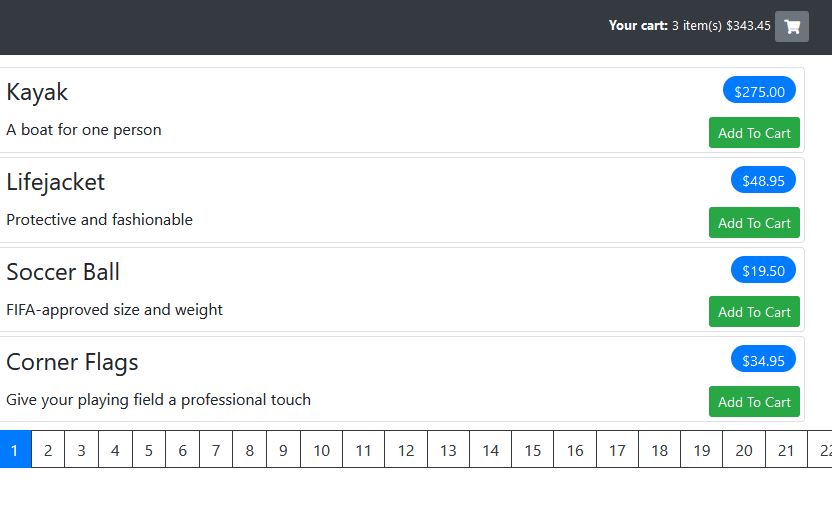 Your cart: 3 item(s) $343.45
Kayak
$275.00
A boat for one person
Add To Cart
Lifejacket
$48.95
Protective and fashionable
Add To Cart
Soccer Ball
$19.50
FIFA-approved size and weight
Add To Cart
Corner Flags
$34.95
Give your playing field a professional touch
Add To Cart
1 2 3 4 5 6 7 8 9 10 11 12 13 14 15 16 17 18 19 20 21